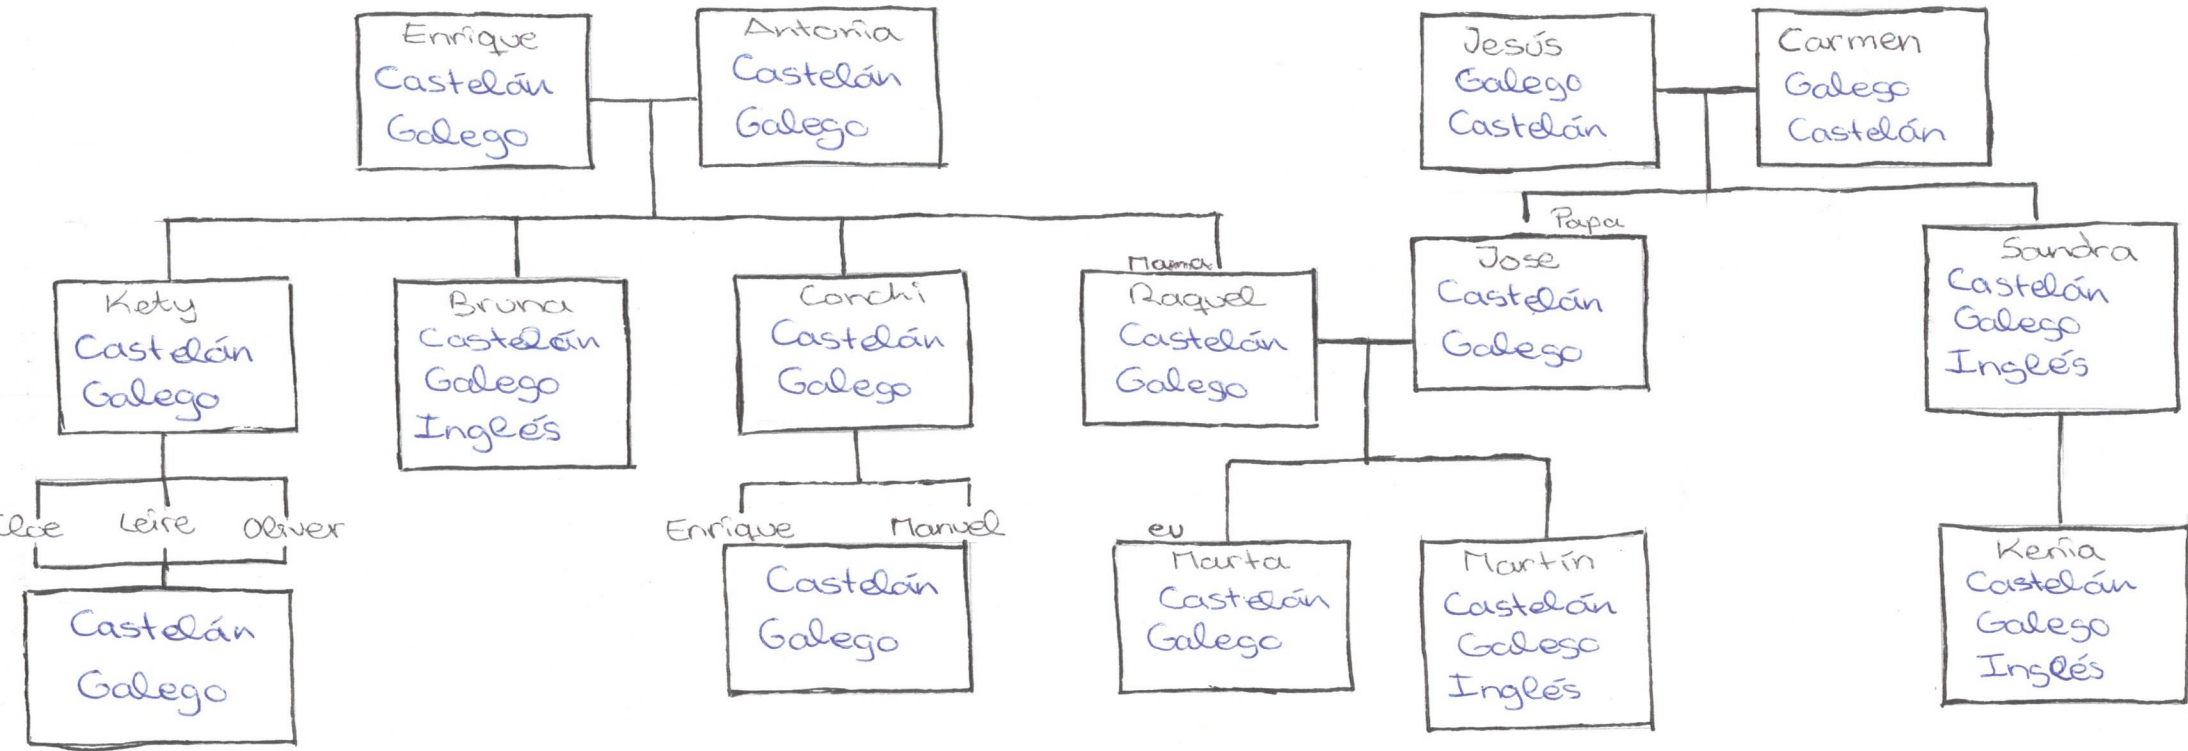 Enrique
Castelán
Galego
Antonia
Castelán
Galego
Jesús
Galego
Castelán
Carmen
Galego
Castelán
Kety
Castelán
Galego
Bruna
Castelán
Galego
Inglés
Conchi
Castelán
Galego
Mama
Raquel
Castelán
Galego
Papa
Jose
Castelán
Galego
Sandra
Castelán
Galego
Inglés
Leire
Oliver
Castelán
Galego
Enrique
Manuel
Castelán
Galego
eu
Marta
Castelán
Galego
Martín
Castelán
Galego
Inglés
Kenia
Castelán
Galego
Inglés